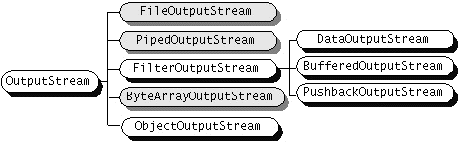 FileOutputStream
PipedOutputStream
DataOutputStream
FilterOutputStream
BufferedOutputStream
OutputStream
ByteArrayOutputStream
PushbackOutputStream
ObjectOutputStream